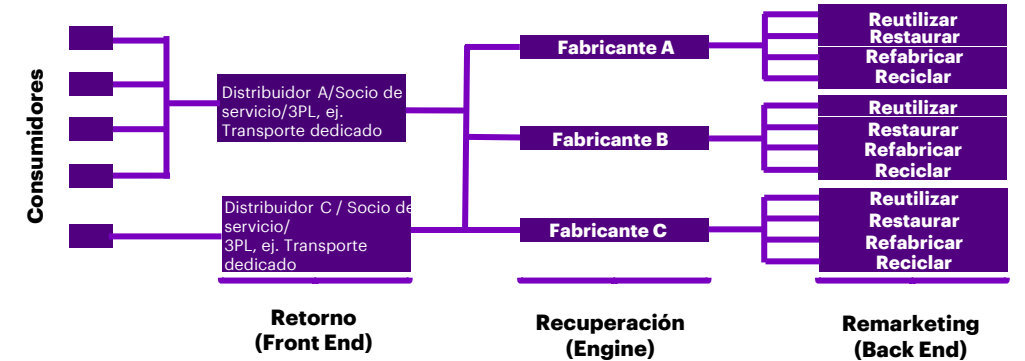 Consumidores
Distribuidor A/Socio de
servicio/3PL, ej.
Transporte dedicado
Distribuidor C / Socio de
servicio/
3PL, ej. Transporte
dedicado
Retorno
(Front End)
Fabricante A
Fabricante B
Fabricante C
Recuperación
(Engine)
Reutilizar
Restaurar
Refabricar
Reciclar
Reutilizar
Restaurar
Refabricar
Reciclar
Reutilizar
Restaurar
Refabricar
Reciclar
Remarketing
(Back End)